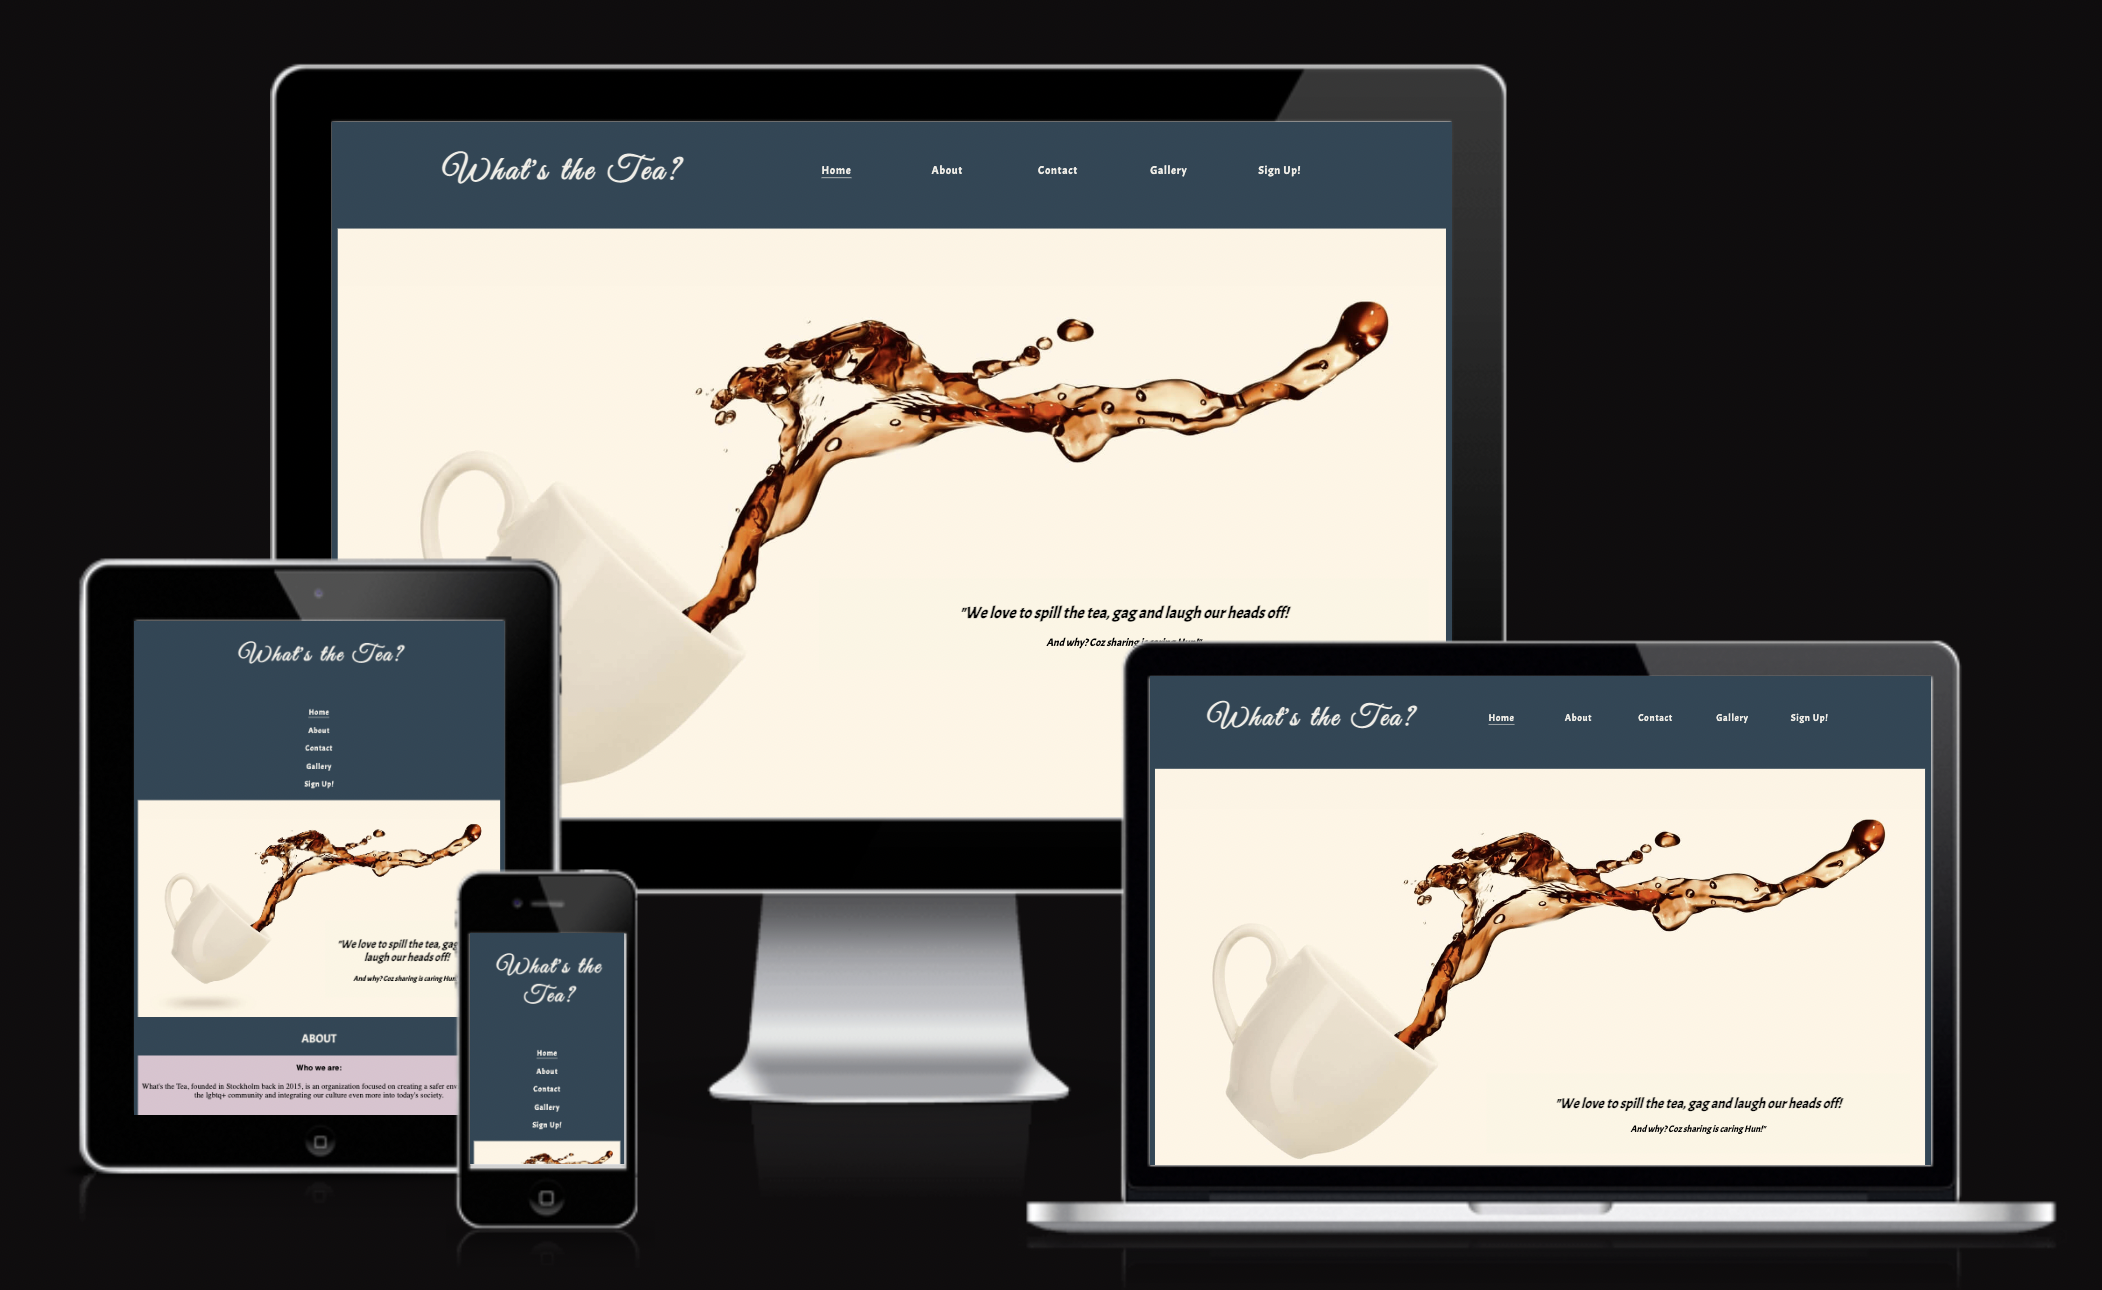 What's the Tea?
Home About Contact Gallery Sign Up!
"We love to spill the tea, gag and laugh our heads off!
And why? Coz sharing is caring Hun!"
What's the Tea?
Home
About
Contact
Gallery
Sign Up!
"We love to spill the tea, gag
laugh our heads off!
And why? Coz sharing is caring Hun
ABOUT
Who we are:
What's the Tea, founded in Stockholm back in 2015, is an organization focused on creating a safer
the lgbtq+ community and integrating our culture even more into today's society.
What's the
Tea?
Home
About
Contact
Gallery
Sign Up!
What's the Tea?
Home About Contact Gallery Sign Up!
"We love to spill the tea, gag and laugh our heads off!
And why? Coz sharing is caring Hun!"